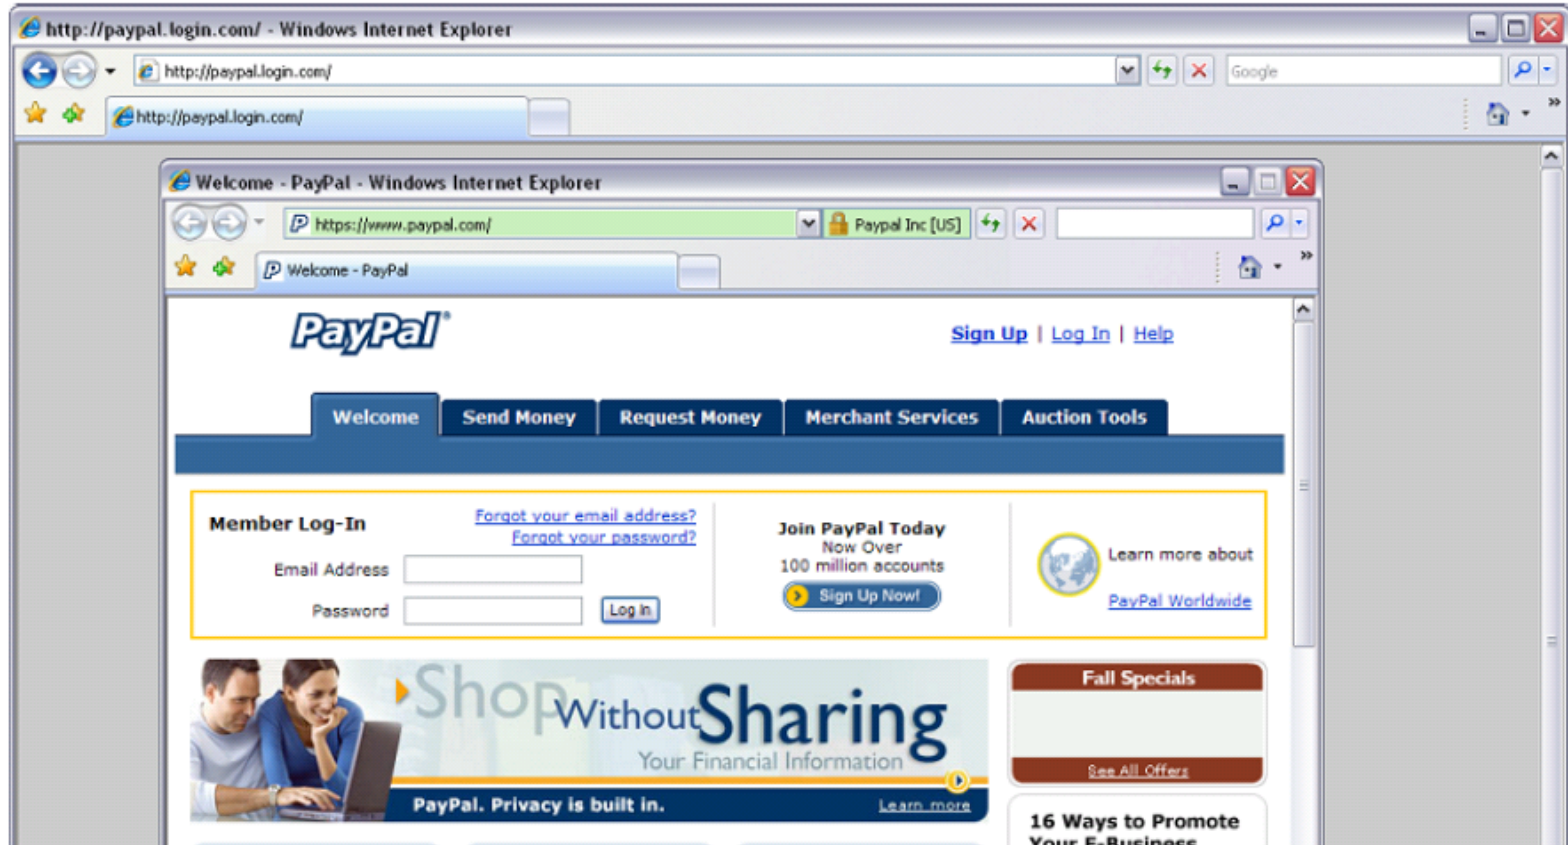 http://paypal.login.com/ - Windows Internet Explorer
http://paypal.login.com/
Google
http://paypal.login.com/
Welcome - PayPal - Windows Internet Explorer
https://www.paypal.com/
Paypal Inc [US]
Welcome - PayPal
PayPal®
Sign Up | Log In | Help
Welcome
Send Money
Request Money
Merchant Services
Auction Tools
Member Log-In
Forgot your email address?
Forgot your password?
Email Address
Password
Log In
Join PayPal Today
Now Over
100 million accounts
Sign Up Now!
Learn more about
PayPal Worldwide
Shop Without Sharing
Your Financial Information
PayPal. Privacy is built in.
Learn more
Fall Specials
See All Offers
16 Ways to Promote
Your E-Business